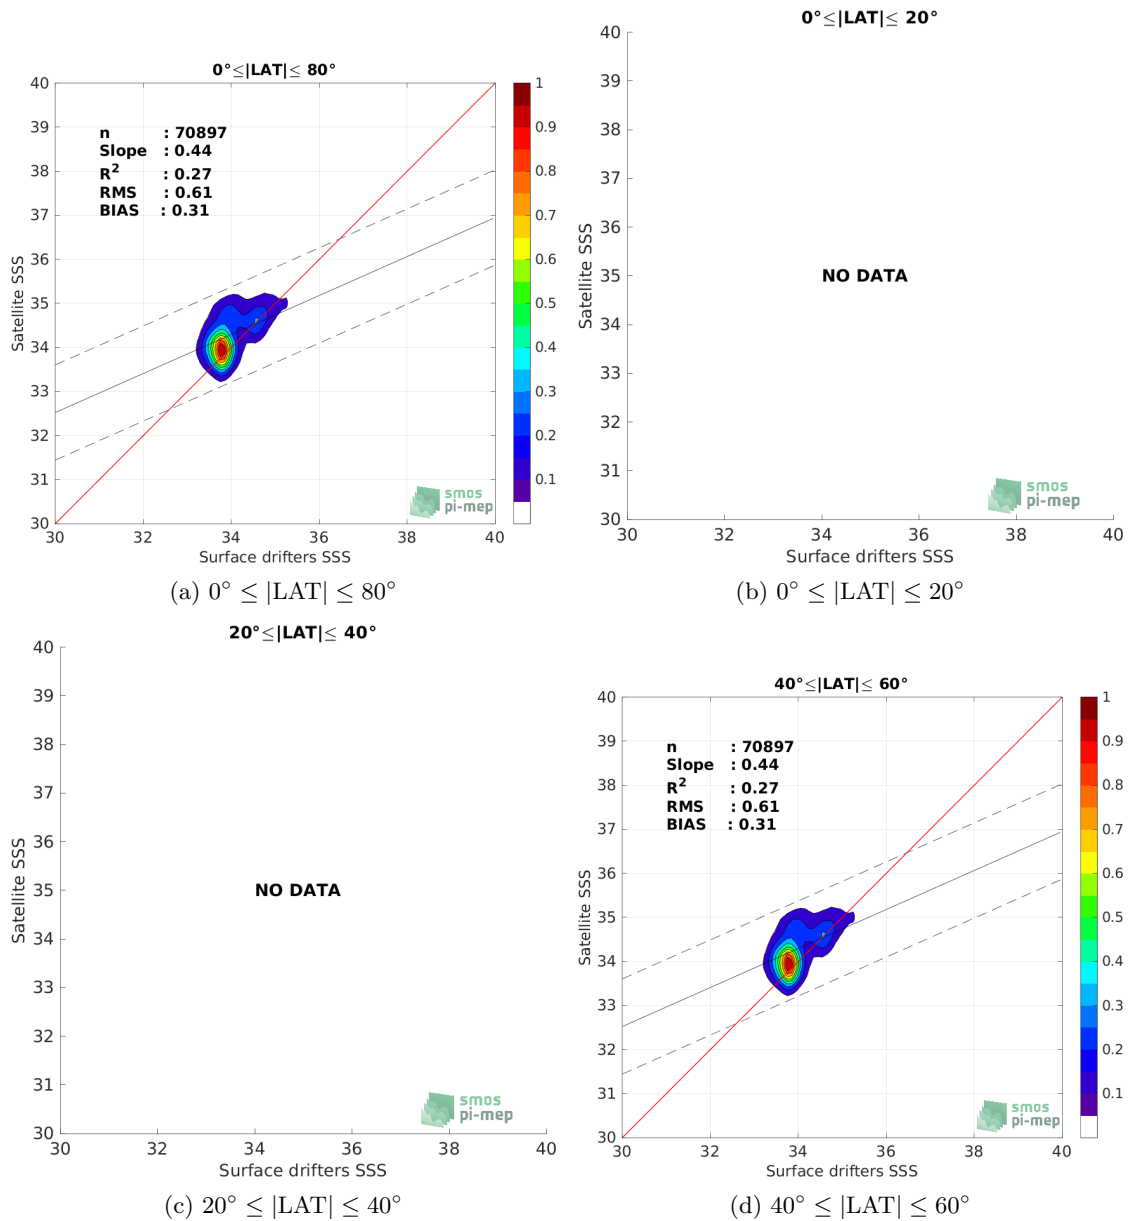 0°≤|LAT|≤ 80°
40
39
38
37
36
35
34
33
32
31
30
30 32 34 36 38 40
Satellite SSS
Surface drifters SSS
n : 70897
Slope : 0.44
R² : 0.27
RMS : 0.61
BIAS : 0.31
1
0.9
0.8
0.7
0.6
0.5
0.4
0.3
0.2
0.1
smos
pi-mep
(a) 0° ≤ |LAT| ≤ 80°
0°≤|LAT|≤ 20°
40
39
38
37
36
35
34
33
32
31
30
30 32 34 36 38 40
Satellite SSS
Surface drifters SSS
NO DATA
smos
pi-mep
(b) 0° ≤ |LAT| ≤ 20°
20°≤|LAT|≤ 40°
40
39
38
37
36
35
34
33
32
31
30
30 32 34 36 38 40
Satellite SSS
Surface drifters SSS
NO DATA
smos
pi-mep
(c) 20° ≤ |LAT| ≤ 40°
40°≤|LAT|≤ 60°
40
39
38
37
36
35
34
33
32
31
30
30 32 34 36 38 40
Satellite SSS
Surface drifters SSS
n : 70897
Slope : 0.44
R² : 0.27
RMS : 0.61
BIAS : 0.31
1
0.9
0.8
0.7
0.6
0.5
0.4
0.3
0.2
0.1
smos
pi-mep
(d) 40° ≤ |LAT| ≤ 60°